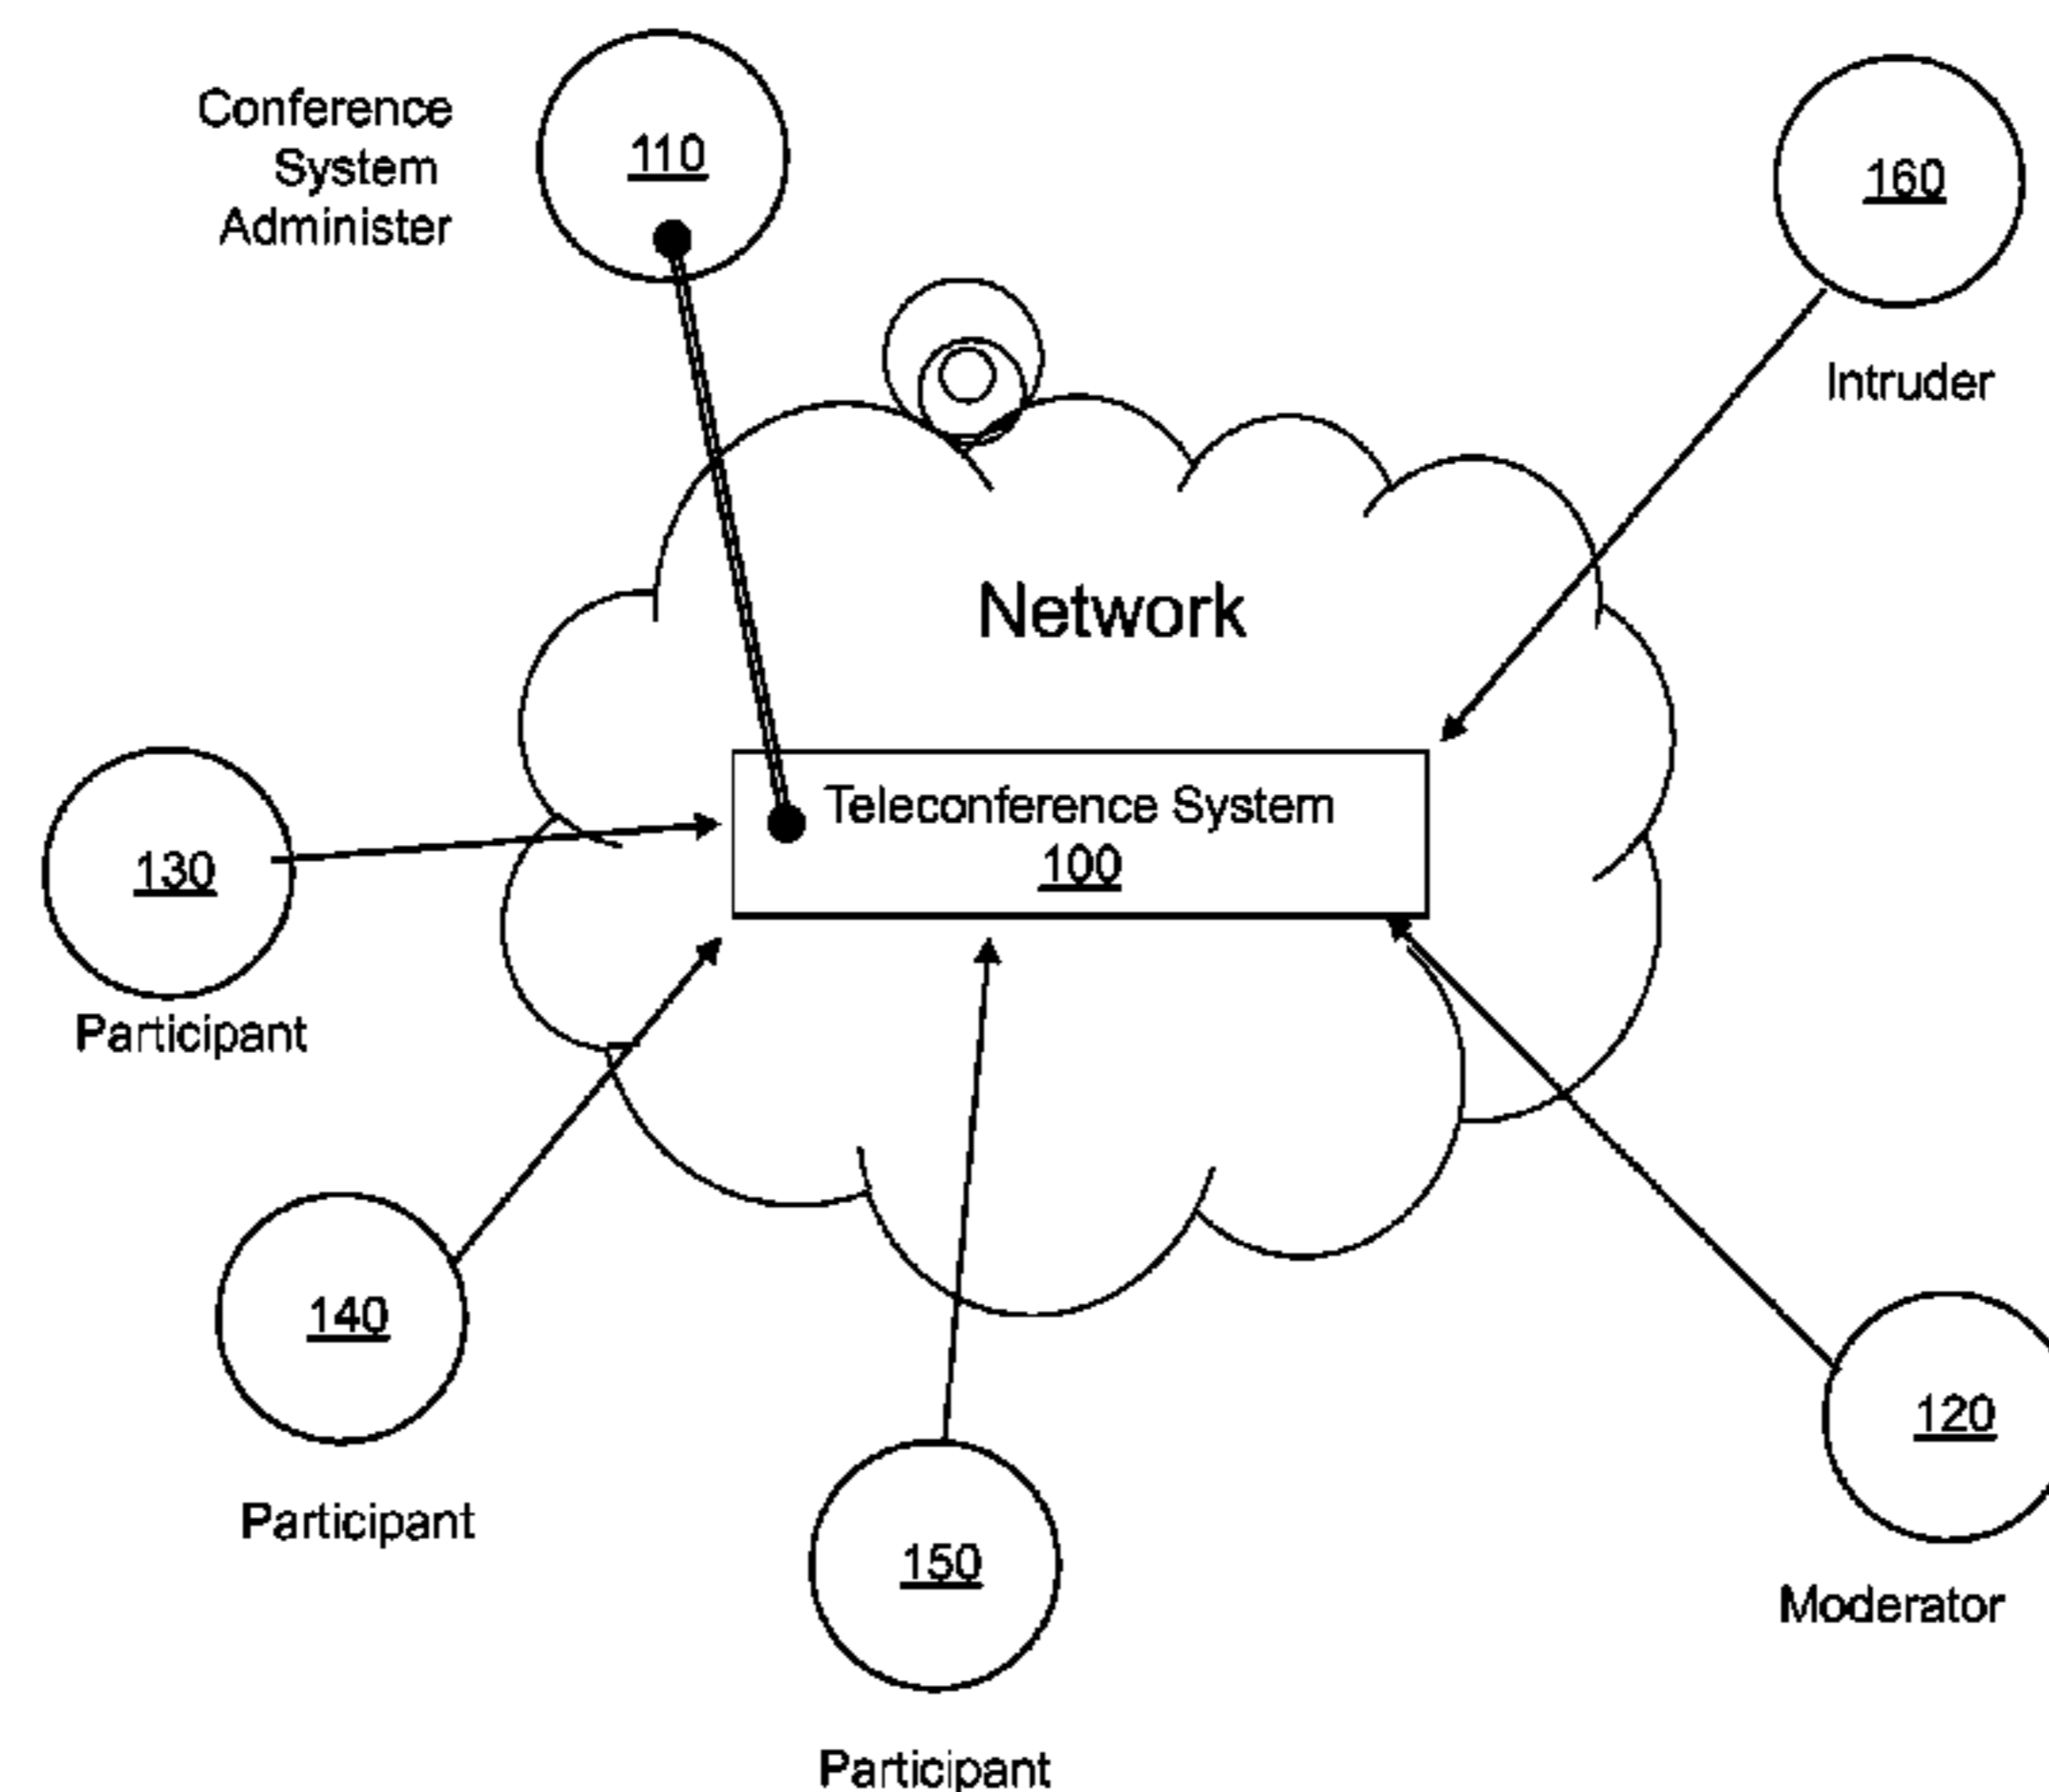 Conference
System
Administer
110
160
Intruder
Network
Teleconference System
100
130
Participant
140
Participant
150
Participant
120
Moderator